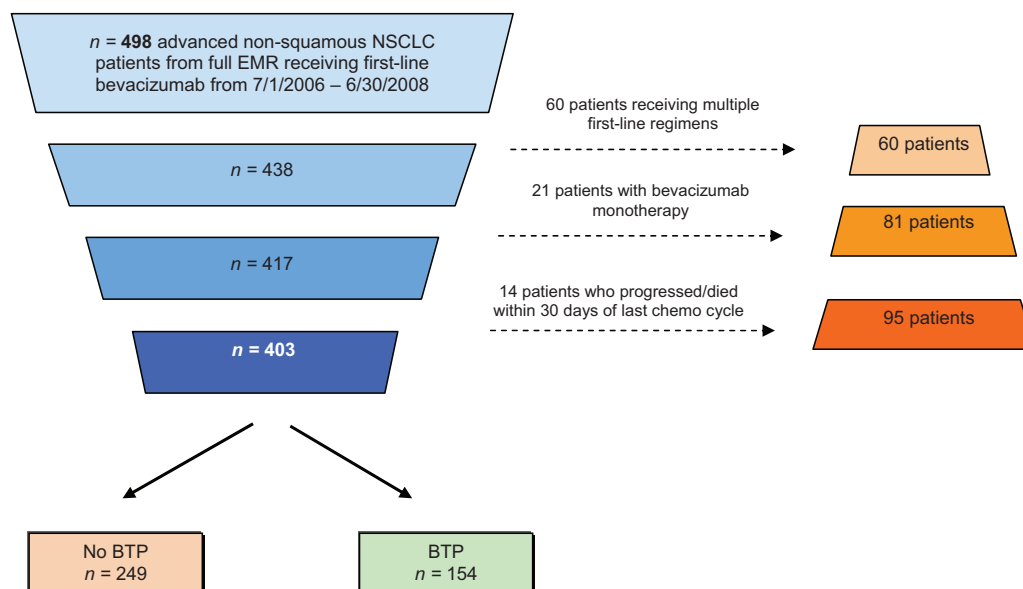 n = 498 advanced non-squamous NSCLC
patients from full EMR receiving first-line
bevacizumab from 7/1/2006 – 6/30/2008
60 patients receiving multiple
first-line regimens
60 patients
n = 438
21 patients with bevacizumab
monotherapy
81 patients
n = 417
14 patients who progressed/died
within 30 days of last chemo cycle
95 patients
n = 403
No BTP
n = 249
BTP
n = 154